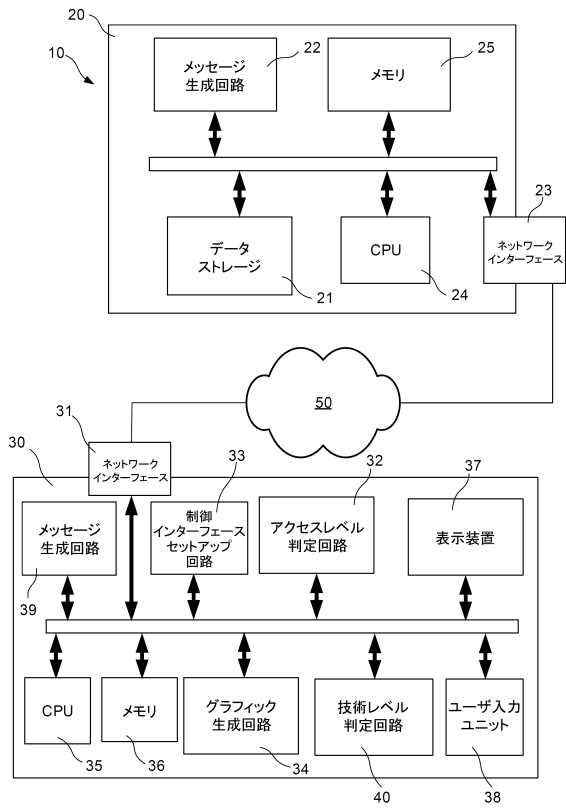 20
10
メッセージ
生成回路
22
メモリ
25
データ
ストレージ
21
CPU
24
23
ネットワーク
インターフェース
50
31
30
ネットワーク
インターフェース
33
32
37
メッセージ
生成回路
39
制御
インターフェース
セットアップ
回路
アクセスレベル
判定回路
表示装置
CPU
35
メモリ
36
グラフィック
生成回路
34
技術レベル
判定回路
40
ユーザ入力
ユニット
38